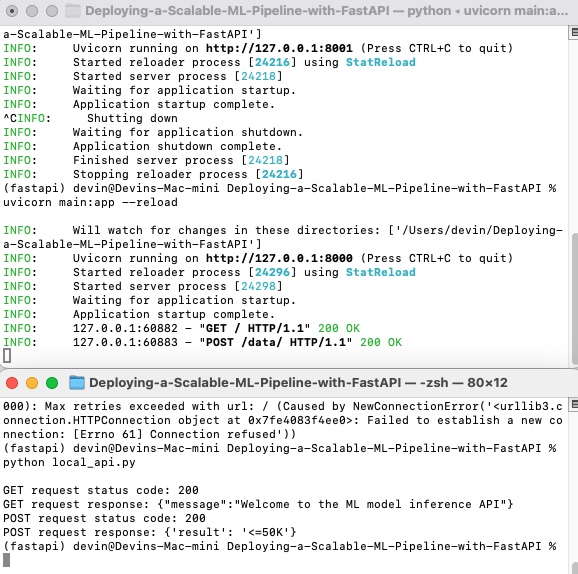 Deploying-a-Scalable-ML-Pipeline-with-FastAPI — python ◂ uvicorn main:a...
a-Scalable-ML-Pipeline-with-FastAPI']
INFO:     Uvicorn running on http://127.0.0.1:8001 (Press CTRL+C to quit)
INFO:     Started reloader process [24216] using StatReload
INFO:     Started server process [24218]
INFO:     Waiting for application startup.
INFO:     Application startup complete.
^CINFO:     Shutting down
INFO:     Waiting for application shutdown.
INFO:     Application shutdown complete.
INFO:     Finished server process [24218]
INFO:     Stopping reloader process [24216]
(fastapi) devin@Devins-Mac-mini Deploying-a-Scalable-ML-Pipeline-with-FastAPI %
uvicorn main:app --reload
INFO:     Will watch for changes in these directories: ['/Users/devin/Deploying-
a-Scalable-ML-Pipeline-with-FastAPI']
INFO:     Uvicorn running on http://127.0.0.1:8000 (Press CTRL+C to quit)
INFO:     Started reloader process [24296] using StatReload
INFO:     Started server process [24298]
INFO:     Waiting for application startup.
INFO:     Application startup complete.
INFO:     127.0.0.1:60882 - "GET / HTTP/1.1" 200 OK
INFO:     127.0.0.1:60883 - "POST /data/ HTTP/1.1" 200 OK
Deploying-a-Scalable-ML-Pipeline-with-FastAPI — -zsh — 80×12
000): Max retries exceeded with url: / (Caused by NewConnectionError('<urllib3.c
onnection.HTTPConnection object at 0x7fe4083f4ee0>: Failed to establish a new co
nnection: [Errno 61] Connection refused'))
(fastapi) devin@Devins-Mac-mini Deploying-a-Scalable-ML-Pipeline-with-FastAPI %
python local_api.py
GET request status code: 200
GET request response: {"message":"Welcome to the ML model inference API"}
POST request status code: 200
POST request response: {'result': '<=50K'}
(fastapi) devin@Devins-Mac-mini Deploying-a-Scalable-ML-Pipeline-with-FastAPI %